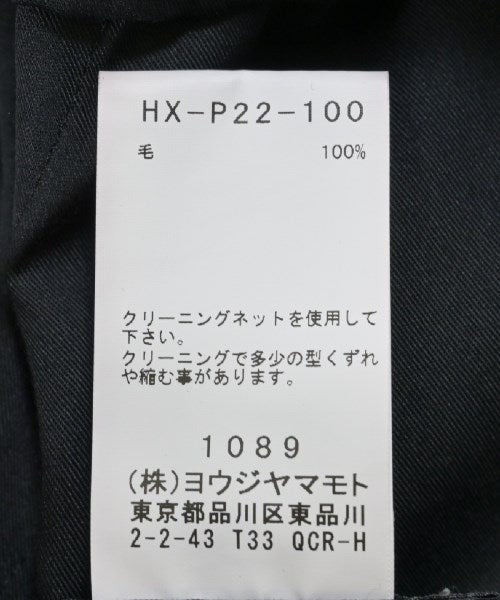 HX-P22-100
毛 100%
クリーニングネットを使用して
下さい。
クリーニングで多少の型くずれ
や縮む事があります。
1089
(株)ヨウジヤマモト
東京都品川区東品川
2-2-43 T33 QCR-H